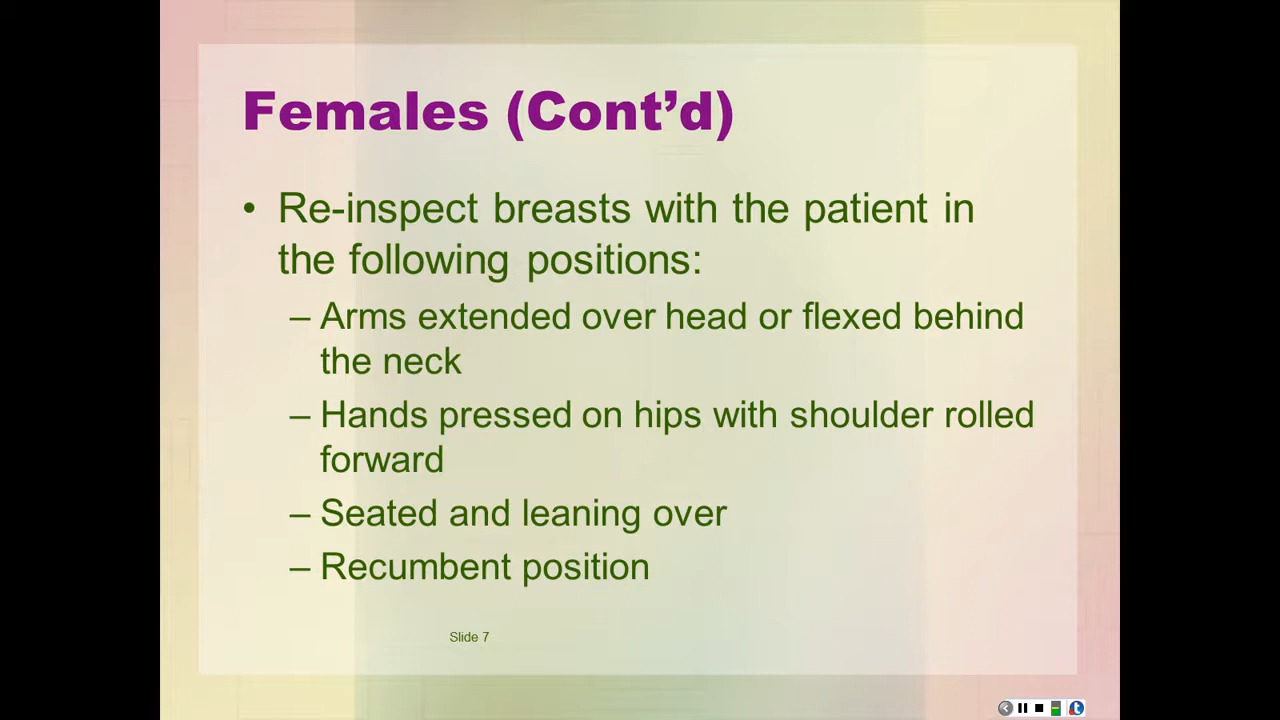 Females (Cont’d)
• Re-inspect breasts with the patient in
the following positions:
– Arms extended over head or flexed behind
the neck
– Hands pressed on hips with shoulder rolled
forward
– Seated and leaning over
– Recumbent position
Slide 7